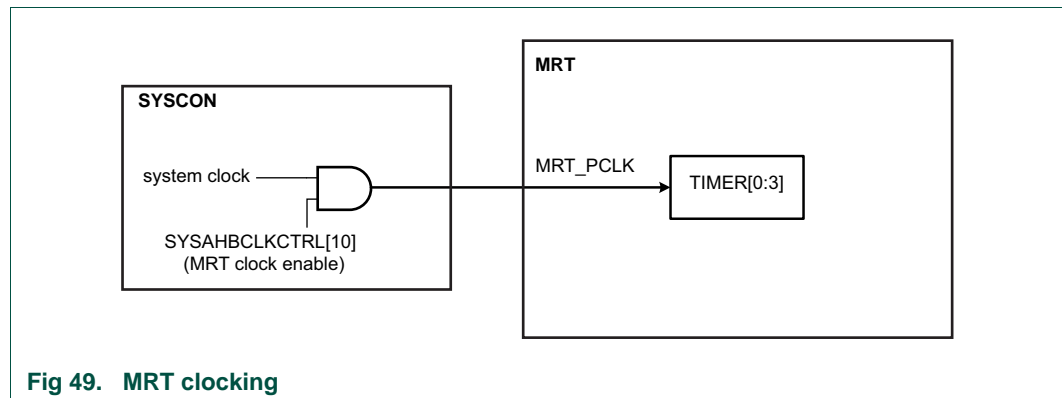 MRT
SYSCON
MRT_PCLK
TIMER[0:3]
system clock
SYSAHBCLKCTRL[10]
(MRT clock enable)
Fig 49. MRT clocking